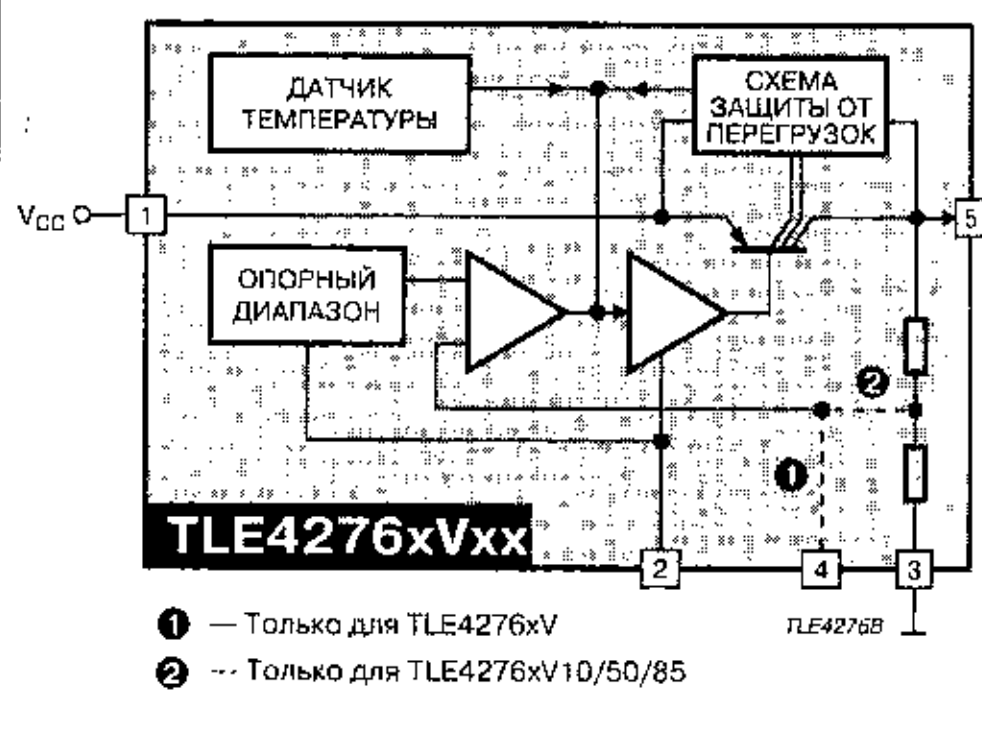 ДАТЧИК
ТЕМПЕРАТУРЫ
СХЕМА
ЗАЩИТЫ ОТ
ПЕРЕГРУЗОК
VCC
1
5
ОПОРНЫЙ
ДИАПАЗОН
2
1
TLE4276xVxx
2
4
3
1 — Только для TLE4276xV
TLE4276B
2 --- Только для TLE4276xV10/50/85